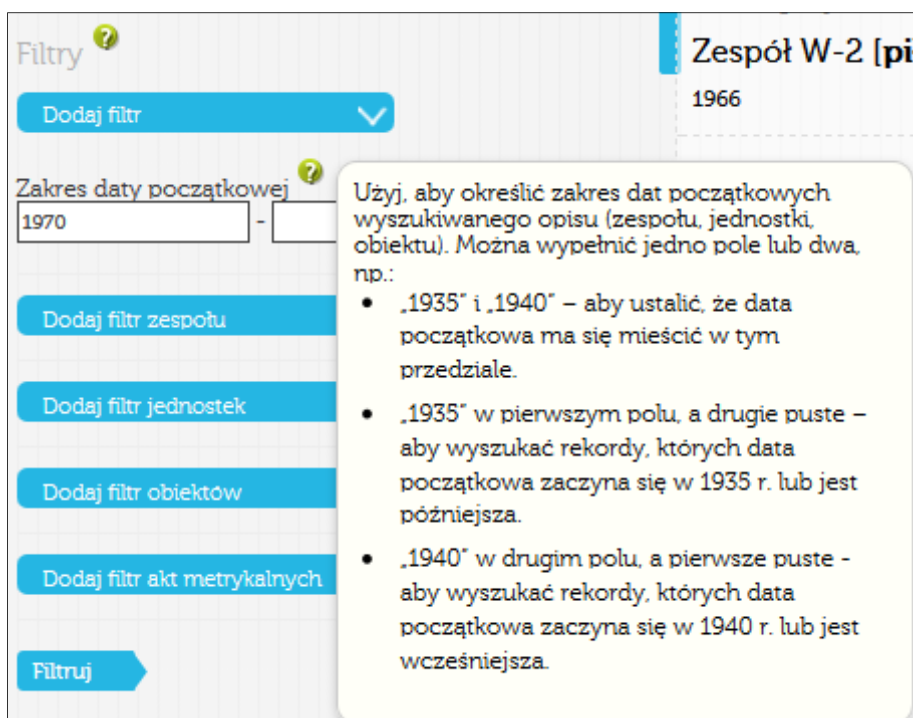 Filtry
Dodaj filtr
Zakres daty początkowej
1970
-
Dodaj filtr zespołu
Dodaj filtr jednostek
Dodaj filtr obiektów
Dodaj filtr akt metrykalnych
Filtruj
Zespół W-2 [pi
1966
Użyj, aby określić zakres dat początkowych
wyszukiwanego opisu (zespołu, jednostki,
obiektu). Można wypełnić jedno pole lub dwa,
np.:
• „1935” i „1940” – aby ustalić, że data
początkowa ma się mieścić w tym
przedziale.
• „1935” w pierwszym polu, a drugie puste –
aby wyszukać rekordy, których data
początkowa zaczyna się w 1935 r. lub jest
późniejsza.
• „1940” w drugim polu, a pierwsze puste -
aby wyszukać rekordy, których data
początkowa zaczyna się w 1940 r. lub jest
wcześniejsza.